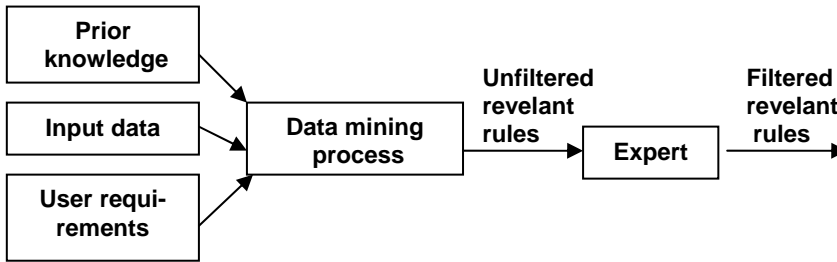 Prior
knowledge
Input data
User requi-
rements
Data mining
process
Unfiltered
revelant
rules
Expert
Filtered
revelant
rules